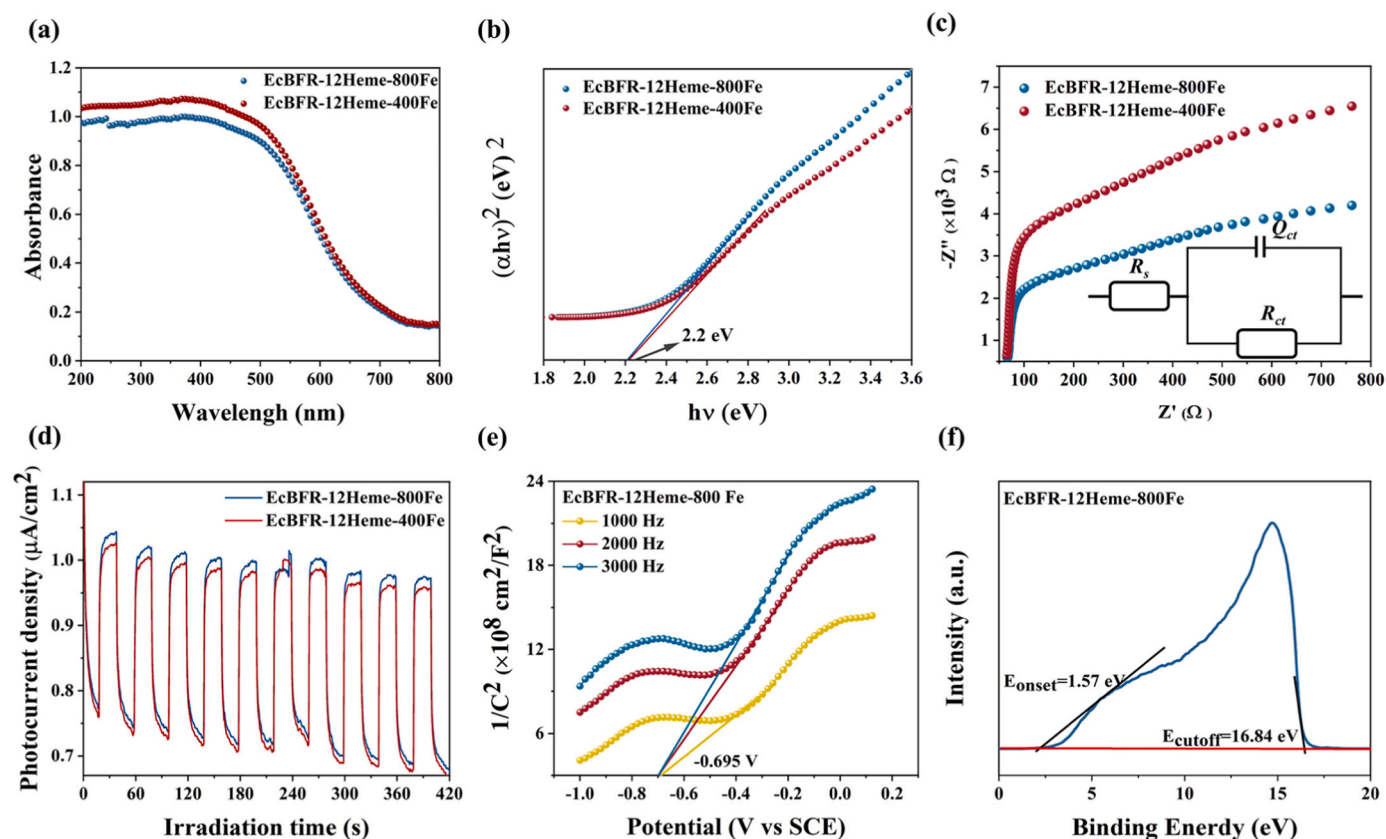 (a)
EcBFR-12Heme-800Fe
EcBFR-12Heme-400Fe
Absorbance
1.2
1.0
0.8
0.6
0.4
0.2
0.0
200 300 400 500 600 700 800
Wavelengh (nm)
(b)
EcBFR-12Heme-800Fe
EcBFR-12Heme-400Fe
(αhν)² (eV)²
2.2 eV
1.8 2.0 2.2 2.4 2.6 2.8 3.0 3.2 3.4 3.6
hν (eV)
(c)
EcBFR-12Heme-800Fe
EcBFR-12Heme-400Fe
-Z'' (×10³ Ω)
7
6
5
4
3
2
1
Qct
Rs
Rct
100 200 300 400 500 600 700 800
Z' (Ω)
(d)
EcBFR-12Heme-800Fe
EcBFR-12Heme-400Fe
Photocurrent density (μA/cm²)
1.1
1.0
0.9
0.8
0.7
0 60 120 180 240 300 360 420
Irradiation time (s)
(e)
EcBFR-12Heme-800 Fe
1000 Hz
2000 Hz
3000 Hz
1/C² (×10⁸ cm²/F²)
24
18
12
6
-0.695 V
-1.0 -0.8 -0.6 -0.4 -0.2 0.0 0.2
Potential (V vs SCE)
(f)
EcBFR-12Heme-800Fe
Intensity (a.u.)
Eonset=1.57 eV
Ecutoff=16.84 eV
0 5 10 15 20
Binding Enerdy (eV)